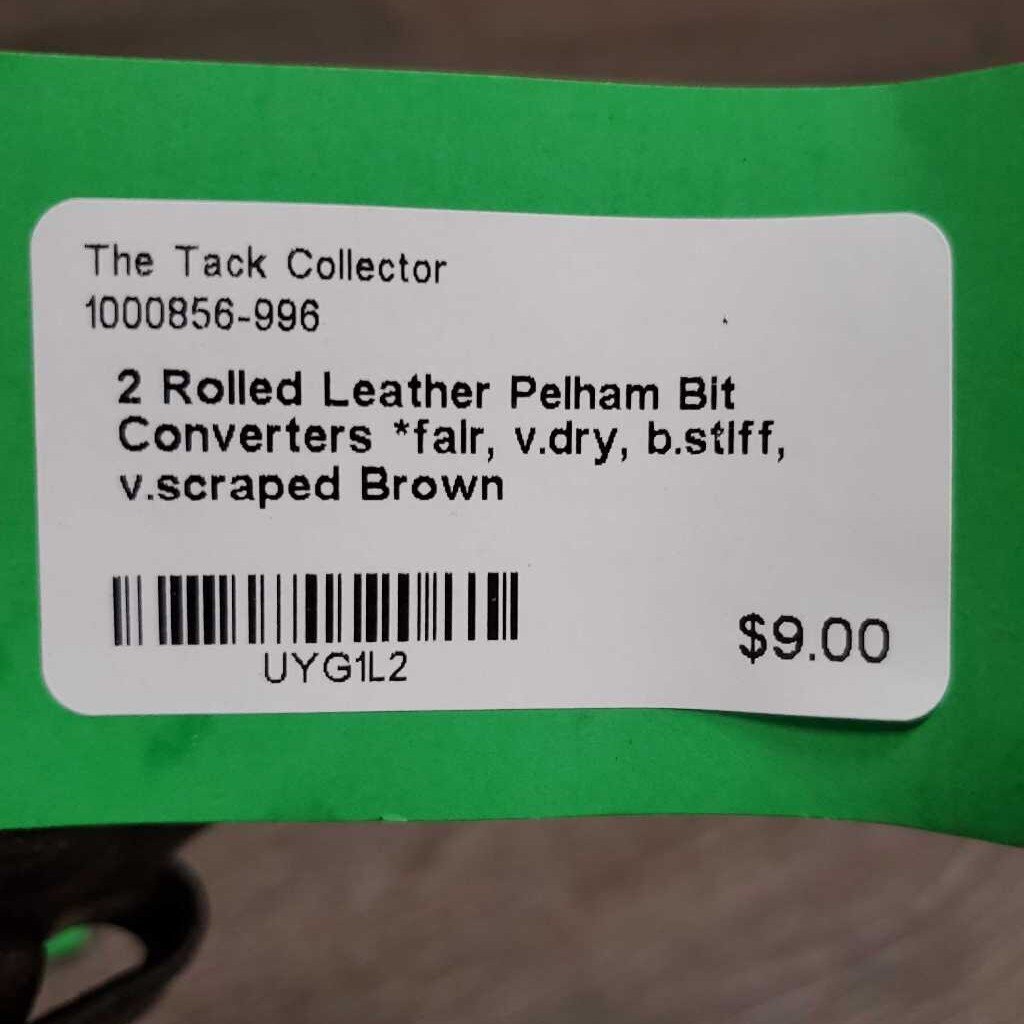 The Tack Collector
1000856-996
2 Rolled Leather Pelham Bit
Converters *fair, v.dry, b.stiff,
v.scraped Brown
UYG1L2
$9.00